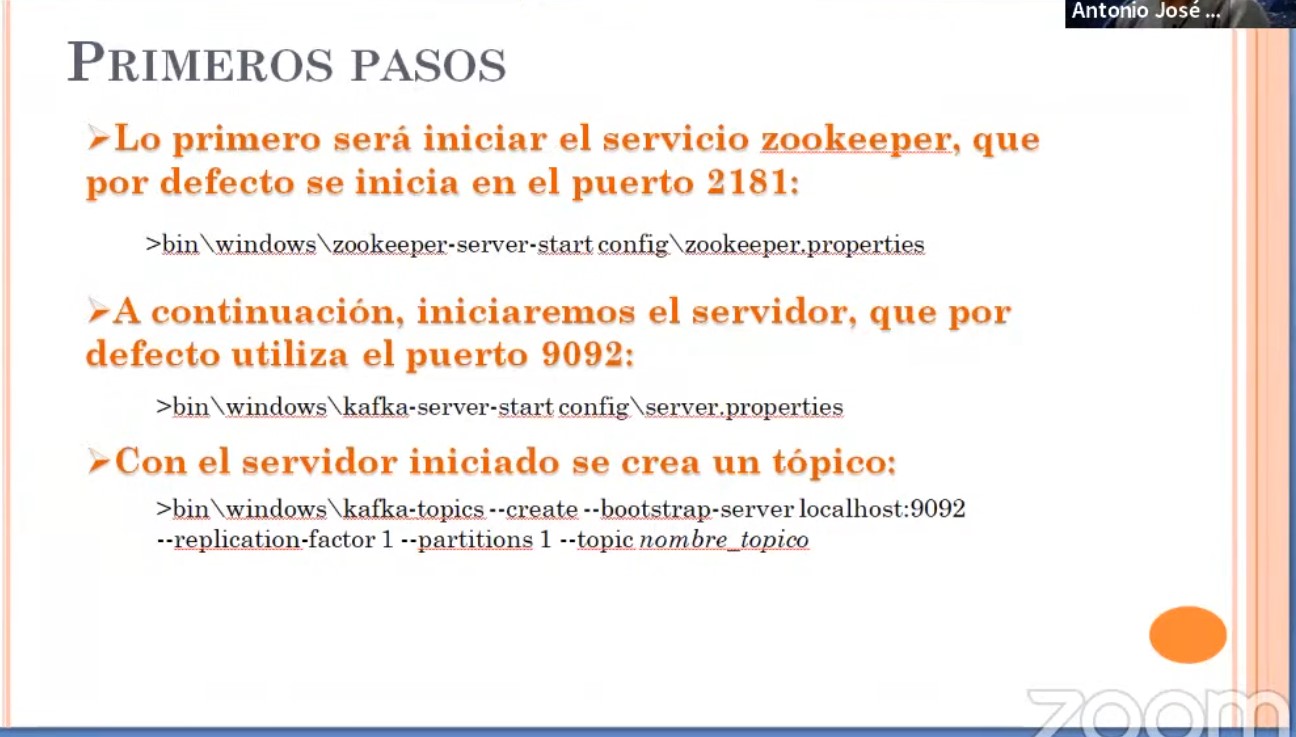 Antonio José ...
PRIMEROS PASOS
➢Lo primero será iniciar el servicio zookeeper, que
por defecto se inicia en el puerto 2181:
>bin\windows\zookeeper-server-start config\zookeeper.properties
➢A continuación, iniciaremos el servidor, que por
defecto utiliza el puerto 9092:
>bin\windows\kafka-server-start config\server.properties
➢Con el servidor iniciado se crea un tópico:
>bin\windows\kafka-topics --create --bootstrap-server localhost:9092
--replication-factor 1 --partitions 1 --topic nombre_topico
zoom